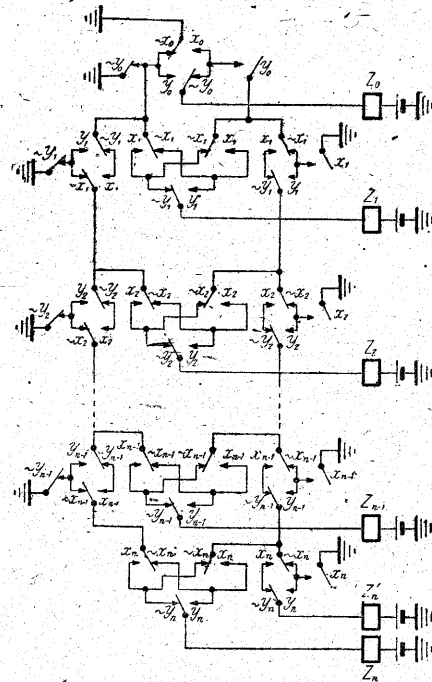 ~x₀ x₀
~y₀ y₀ ~y₀ y₀ Z₀
y₁ ~y₁ x₁ ~x₁ ~x₁ x₁ x₁ ~x₁
~y₁ ~x₁ x₁ ~y₁ y₁ ~y₁ y₁ x₁ Z₁
y₂ ~y₂ x₂ ~x₂ ~x₂ x₂ x₂ ~x₂
~y₂ ~x₂ x₂ ~y₂ y₂ ~y₂ y₂ x₂ Z₂
yₙ₋₁ ~yₙ₋₁ xₙ₋₁ ~xₙ₋₁ ~xₙ₋₁ xₙ₋₁ xₙ₋₁ ~xₙ₋₁
~yₙ₋₁ ~xₙ₋₁ xₙ₋₁ ~yₙ₋₁ yₙ₋₁ ~yₙ₋₁ yₙ₋₁ xₙ₋₁ Zₙ₋₁
xₙ ~xₙ ~xₙ xₙ xₙ ~xₙ xₙ
~yₙ yₙ ~yₙ yₙ Z'ₙ
Zₙ